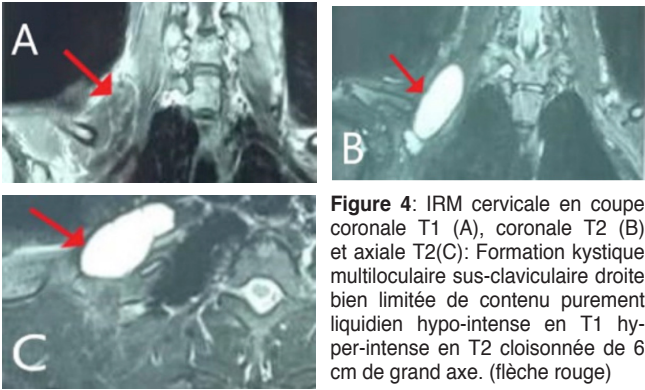 A
B
C
Figure 4: IRM cervicale en coupe
coronale T1 (A), coronale T2 (B)
et axiale T2(C): Formation kystique
multiloculaire sus-claviculaire droite
bien limitée de contenu purement
liquidien hypo-intense en T1 hy-
per-intense en T2 cloisonnée de 6
cm de grand axe. (flèche rouge)